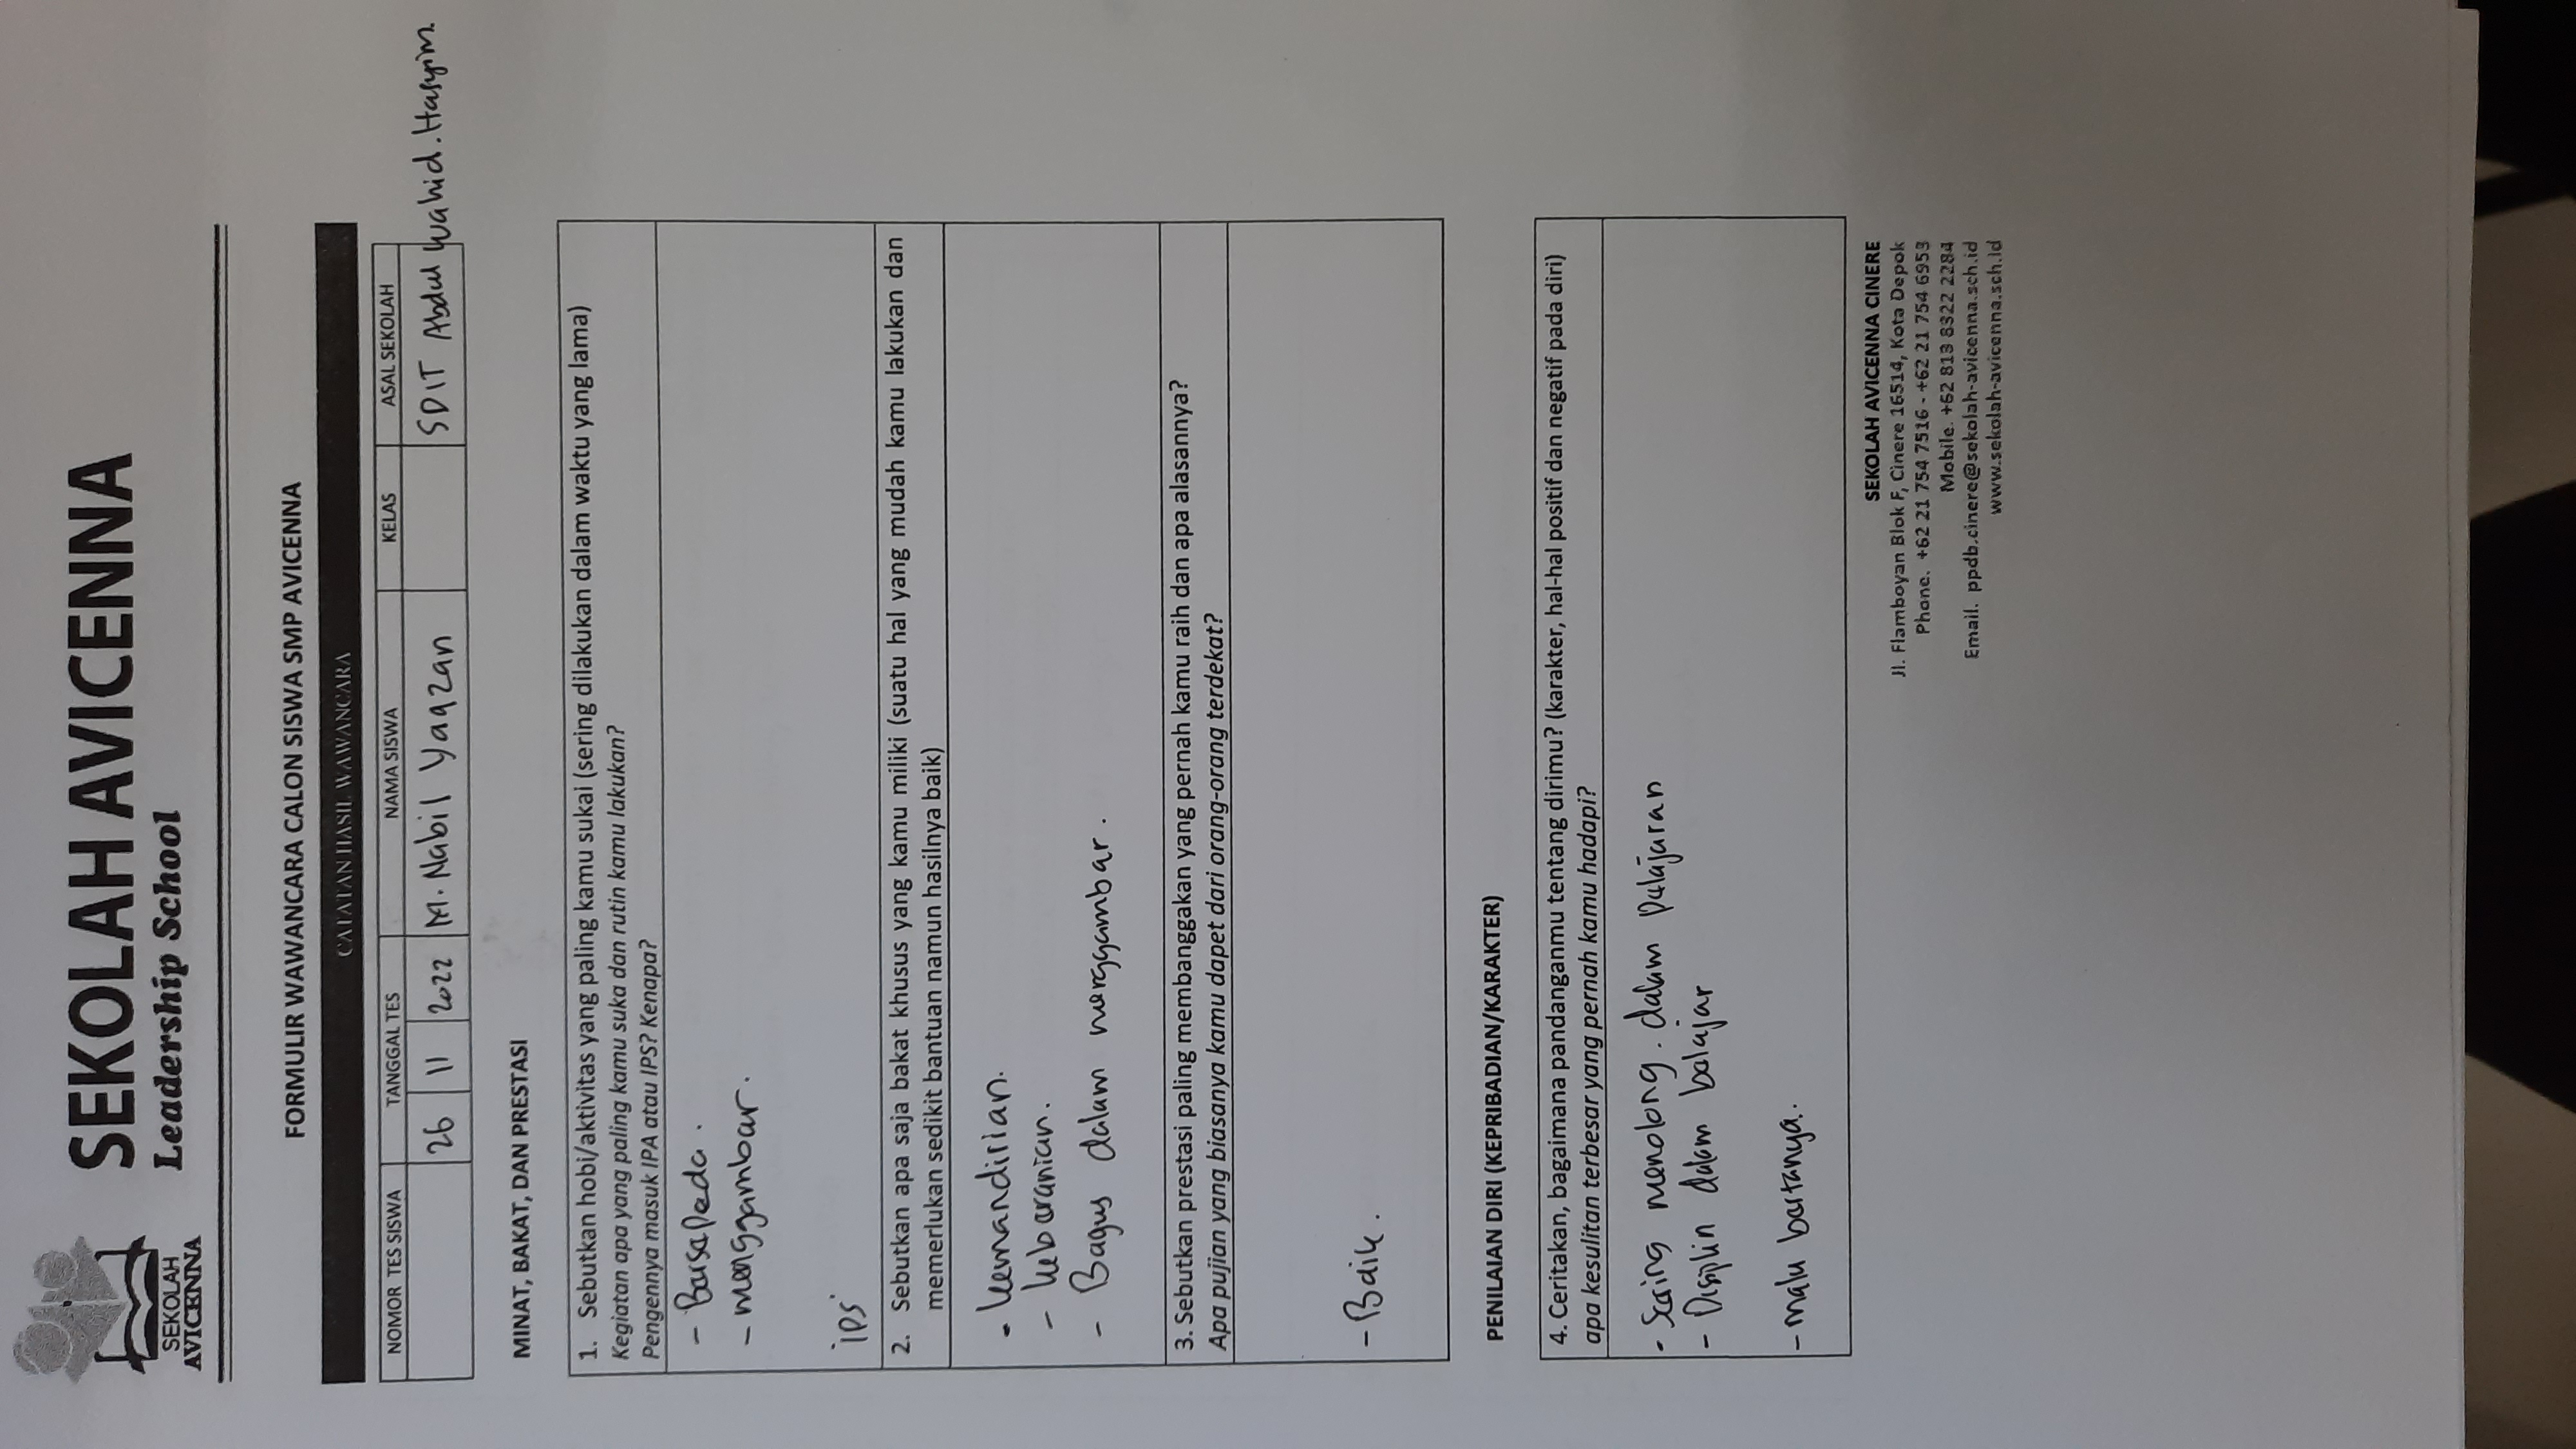 SEKOLAH AVICENNA
Leadership School
SEKOLAH
AVICENNA
FORMULIR WAWANCARA CALON SISWA SMP AVICENNA
CATATAN HASIL WAWANCARA
NOMOR TES SISWA TANGGAL TES NAMA SISWA KELAS ASAL SEKOLAH
26 11 2022 M. Nabil Yaqzan SDIT Abdul Wahid. Hasyim.
MINAT, BAKAT, DAN PRESTASI
1. Sebutkan hobi/aktivitas yang paling kamu sukai (sering dilakukan dalam waktu yang lama)
Kegiatan apa yang paling kamu suka dan rutin kamu lakukan?
Pengennya masuk IPA atau IPS? Kenapa?
- Bersepeda.
- menggambar.
ips
2. Sebutkan apa saja bakat khusus yang kamu miliki (suatu hal yang mudah kamu lakukan dan
memerlukan sedikit bantuan namun hasilnya baik)
- kemandirian.
- keberanian.
- Bagus dalam menggambar.
3. Sebutkan prestasi paling membanggakan yang pernah kamu raih dan apa alasannya?
Apa pujian yang biasanya kamu dapet dari orang-orang terdekat?
- Baik.
PENILAIAN DIRI (KEPRIBADIAN/KARAKTER)
4. Ceritakan, bagaimana pandanganmu tentang dirimu? (karakter, hal-hal positif dan negatif pada diri)
apa kesulitan terbesar yang pernah kamu hadapi?
- Sering menolong. dalam pelajaran
- Disiplin dalam belajar
- malu bertanya.
SEKOLAH AVICENNA CINERE
Jl. Flamboyan Blok F, Cinere 16514, Kota Depok
Phone. +62 21 754 7516 - +62 21 754 6953
Mobile. +62 813 8322 2284
Email. ppdb.cinere@sekolah-avicenna.sch.id
www.sekolah-avicenna.sch.id